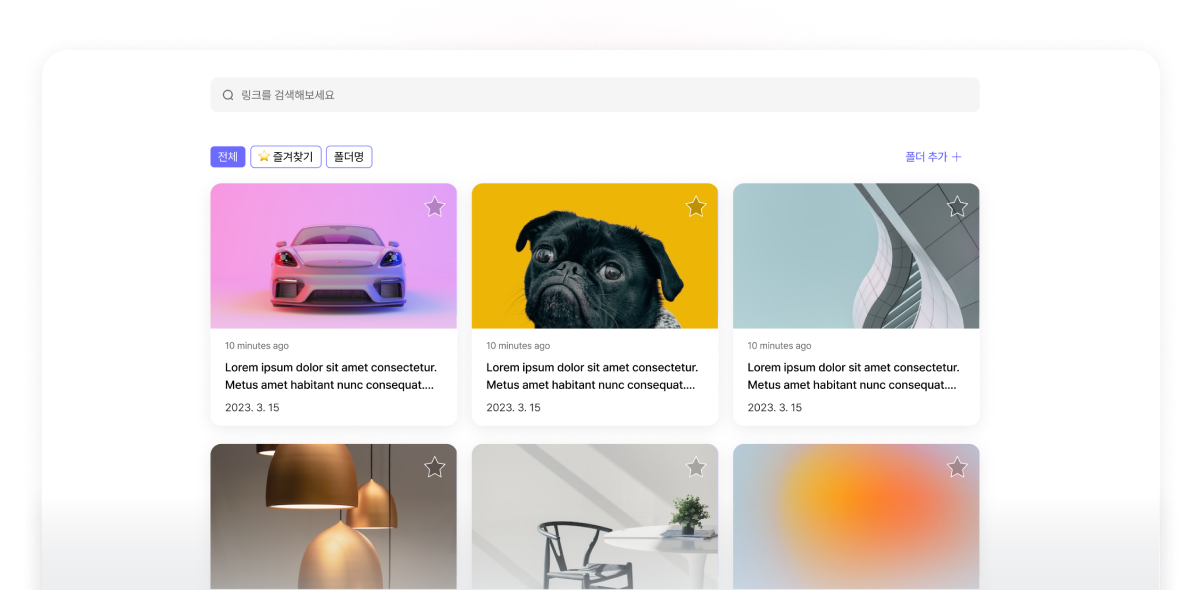 링크를 검색해보세요
전체 ⭐ 즐겨찾기 폴더명 폴더 추가 +
10 minutes ago
Lorem ipsum dolor sit amet consectetur.
Metus amet habitant nunc consequat....
2023. 3. 15
10 minutes ago
Lorem ipsum dolor sit amet consectetur.
Metus amet habitant nunc consequat....
2023. 3. 15
10 minutes ago
Lorem ipsum dolor sit amet consectetur.
Metus amet habitant nunc consequat....
2023. 3. 15